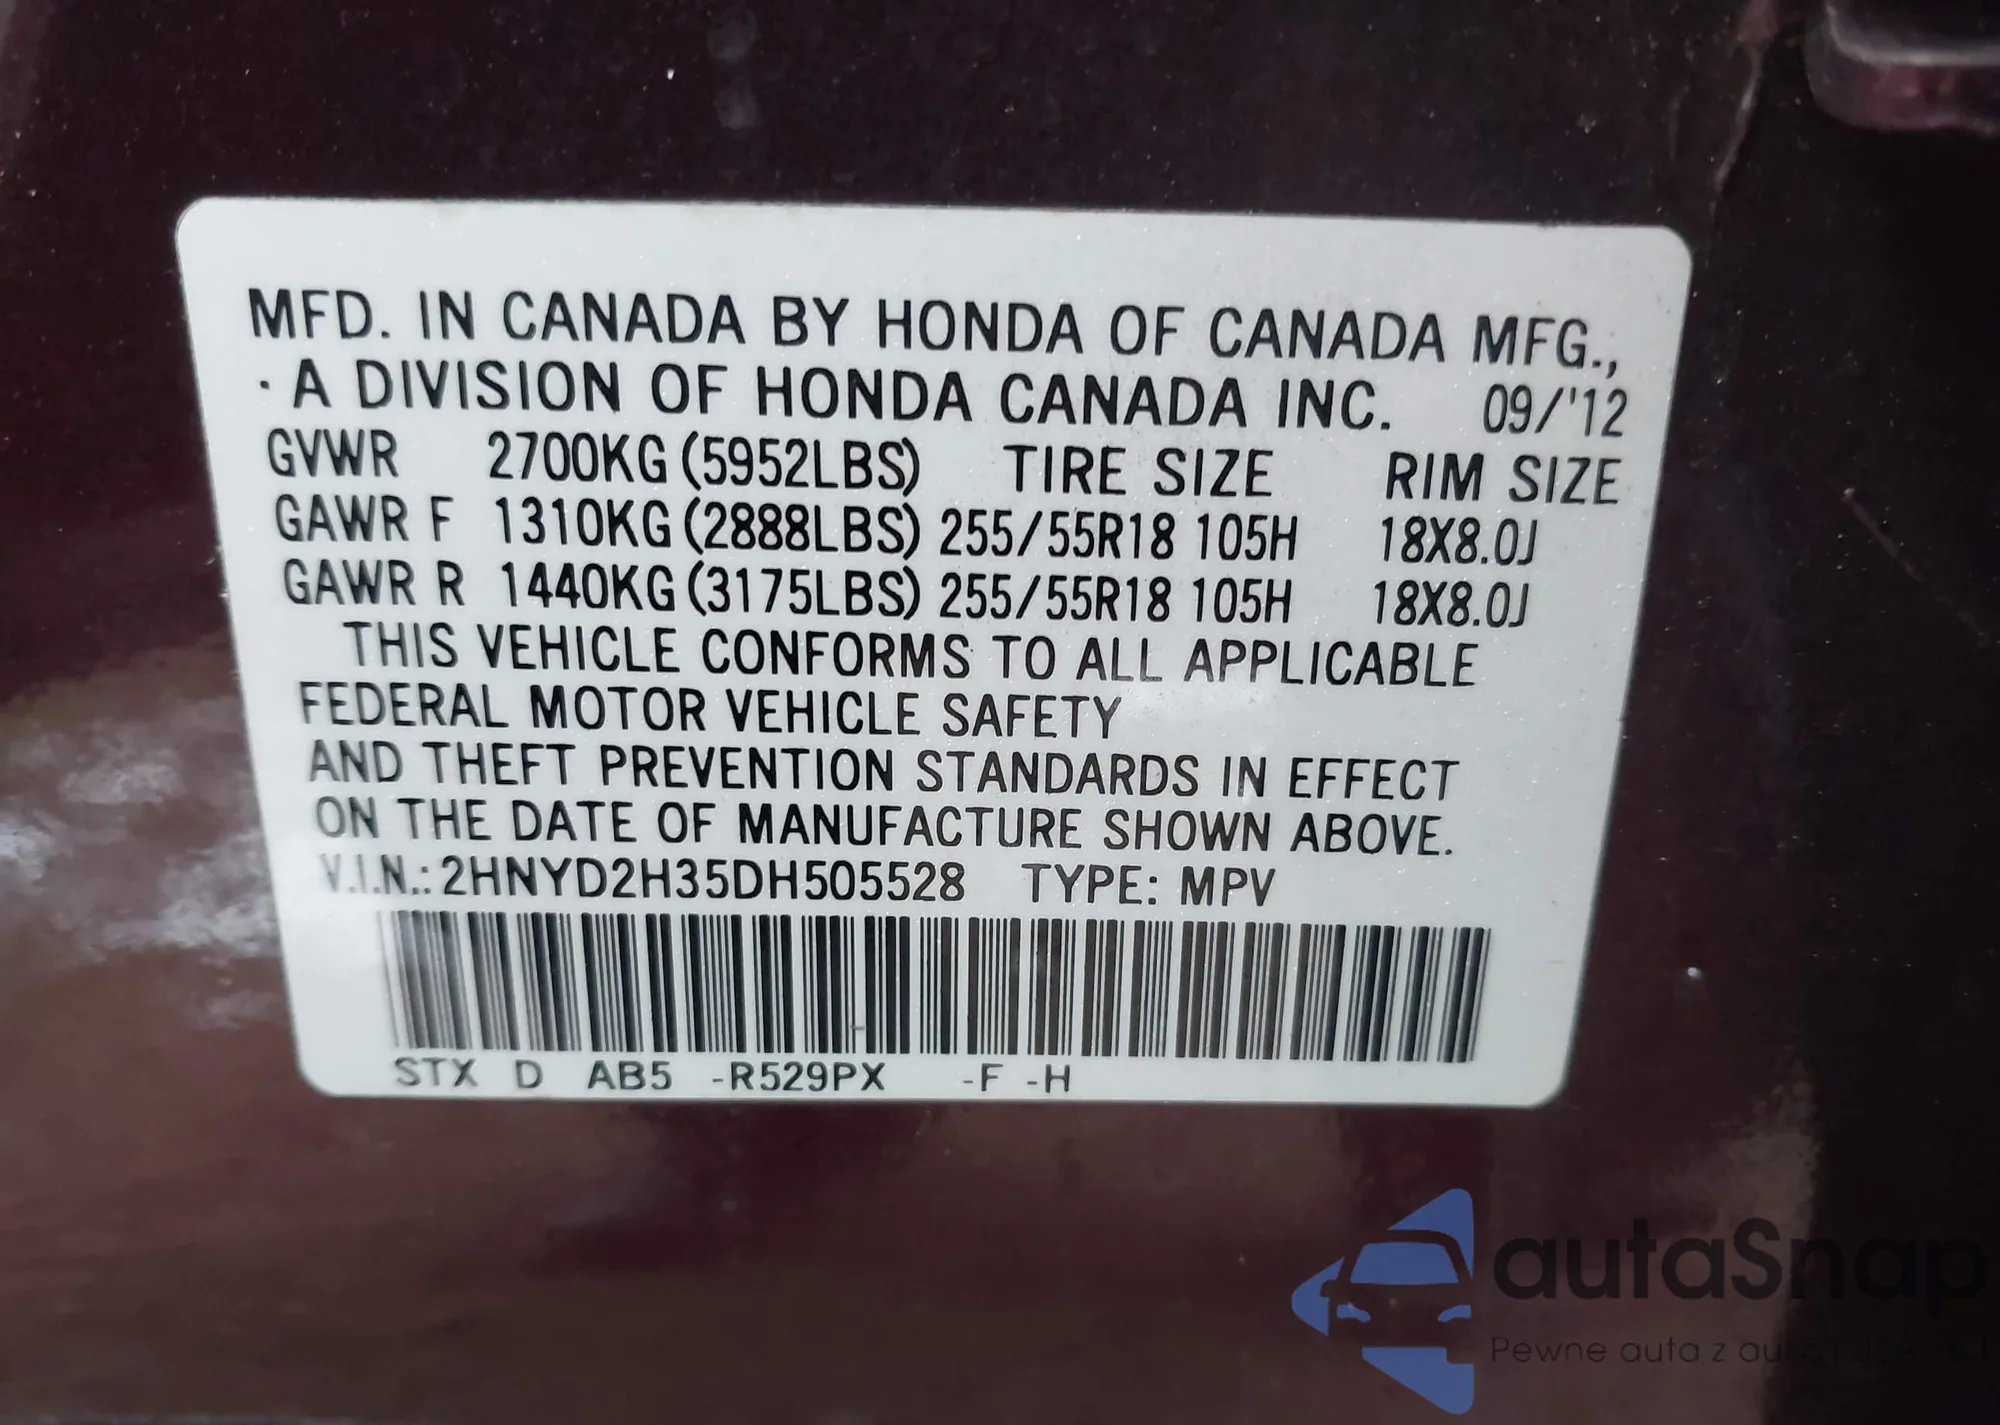 MFD. IN CANADA BY HONDA OF CANADA MFG.,
· A DIVISION OF HONDA CANADA INC. 09/'12
GVWR 2700KG (5952LBS) TIRE SIZE RIM SIZE
GAWR F 1310KG (2888LBS) 255/55R18 105H 18X8.0J
GAWR R 1440KG (3175LBS) 255/55R18 105H 18X8.0J
THIS VEHICLE CONFORMS TO ALL APPLICABLE
FEDERAL MOTOR VEHICLE SAFETY
AND THEFT PREVENTION STANDARDS IN EFFECT
ON THE DATE OF MANUFACTURE SHOWN ABOVE.
V.I.N.: 2HNYD2H35DH505528 TYPE: MPV
STX D AB5 -R529PX -F -H
autaSnap
Pewne auta z